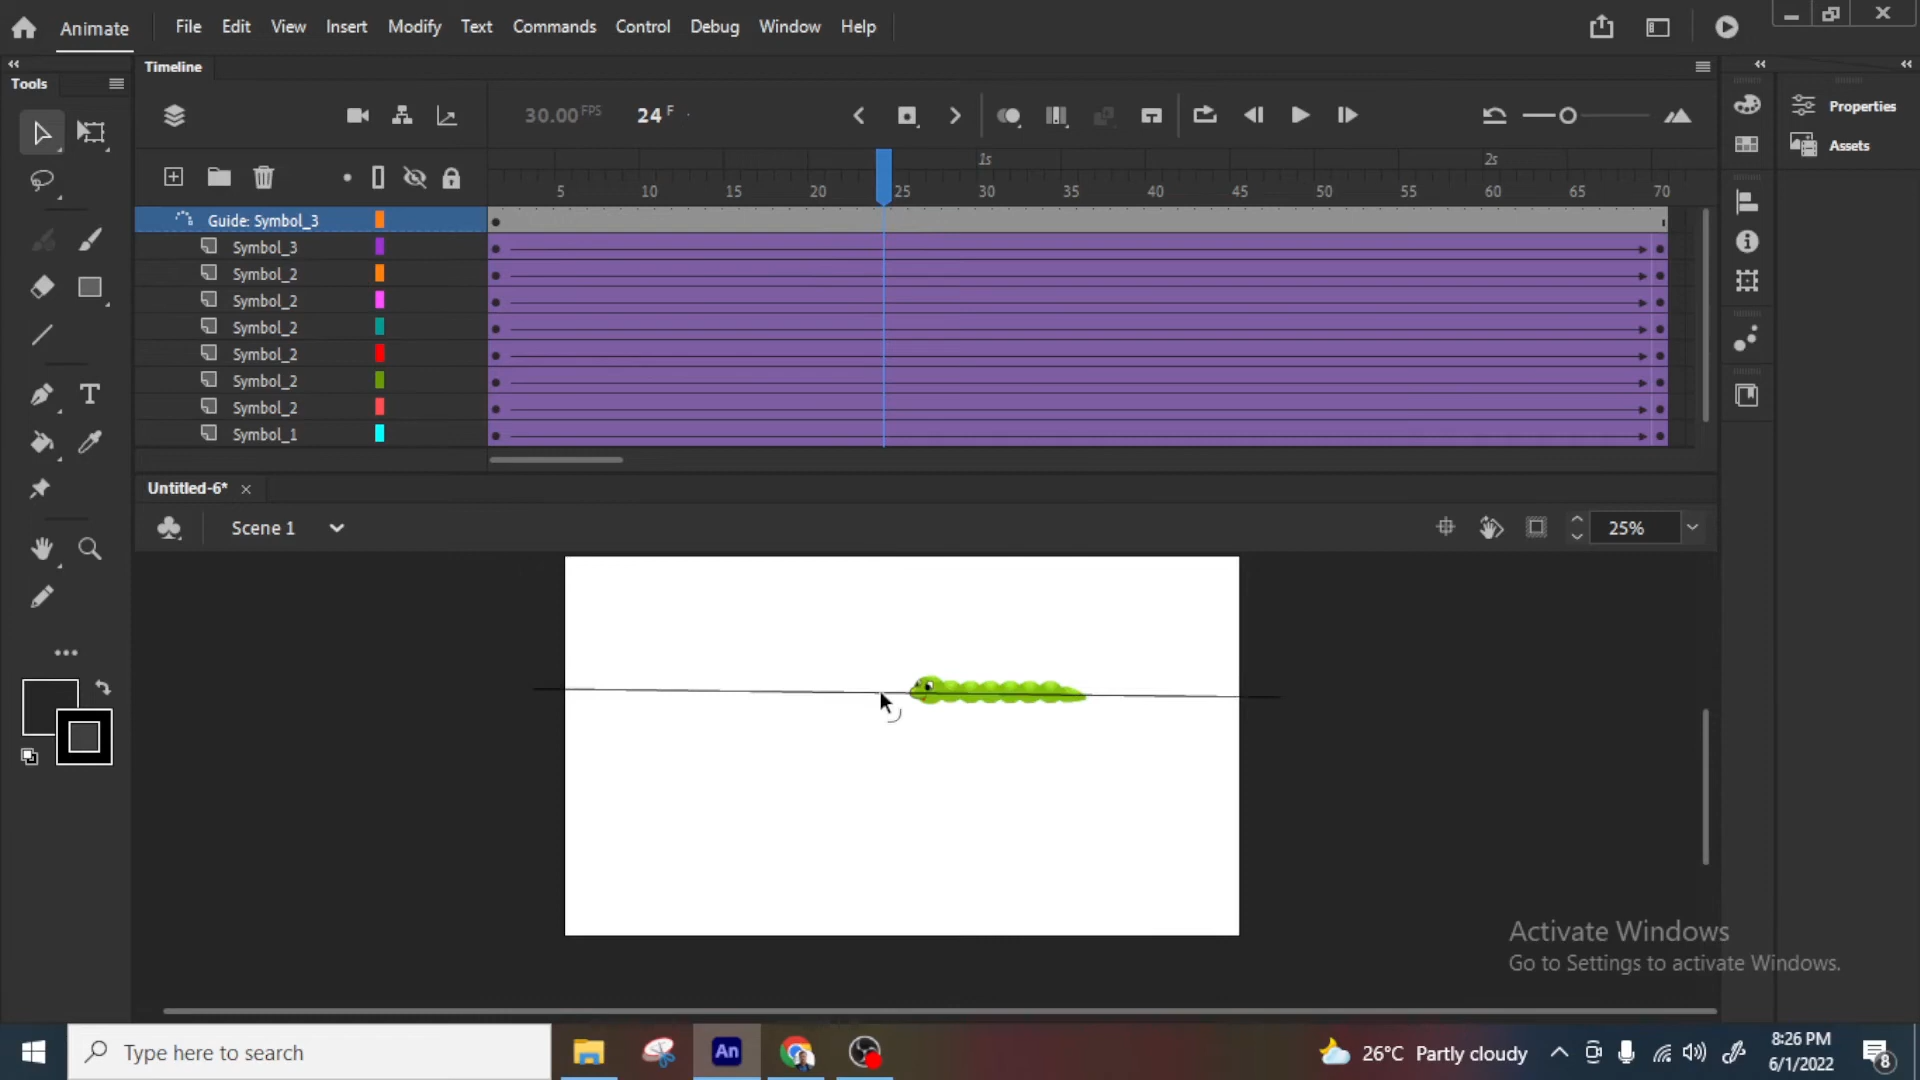 Animate File Edit View Insert Modify Text Commands Control Debug Window Help
Tools
Timeline
30.00 FPS 24 F
Properties
Assets
1s 2s
5 10 15 20 25 30 35 40 45 50 55 60 65 70
Guide: Symbol_3
Symbol_3
Symbol_2
Symbol_2
Symbol_2
Symbol_2
Symbol_2
Symbol_2
Symbol_1
Untitled-6*
Scene 1
25%
T
Activate Windows
Go to Settings to activate Windows.
Type here to search
An
26°C Partly cloudy
8:26 PM
6/1/2022
8